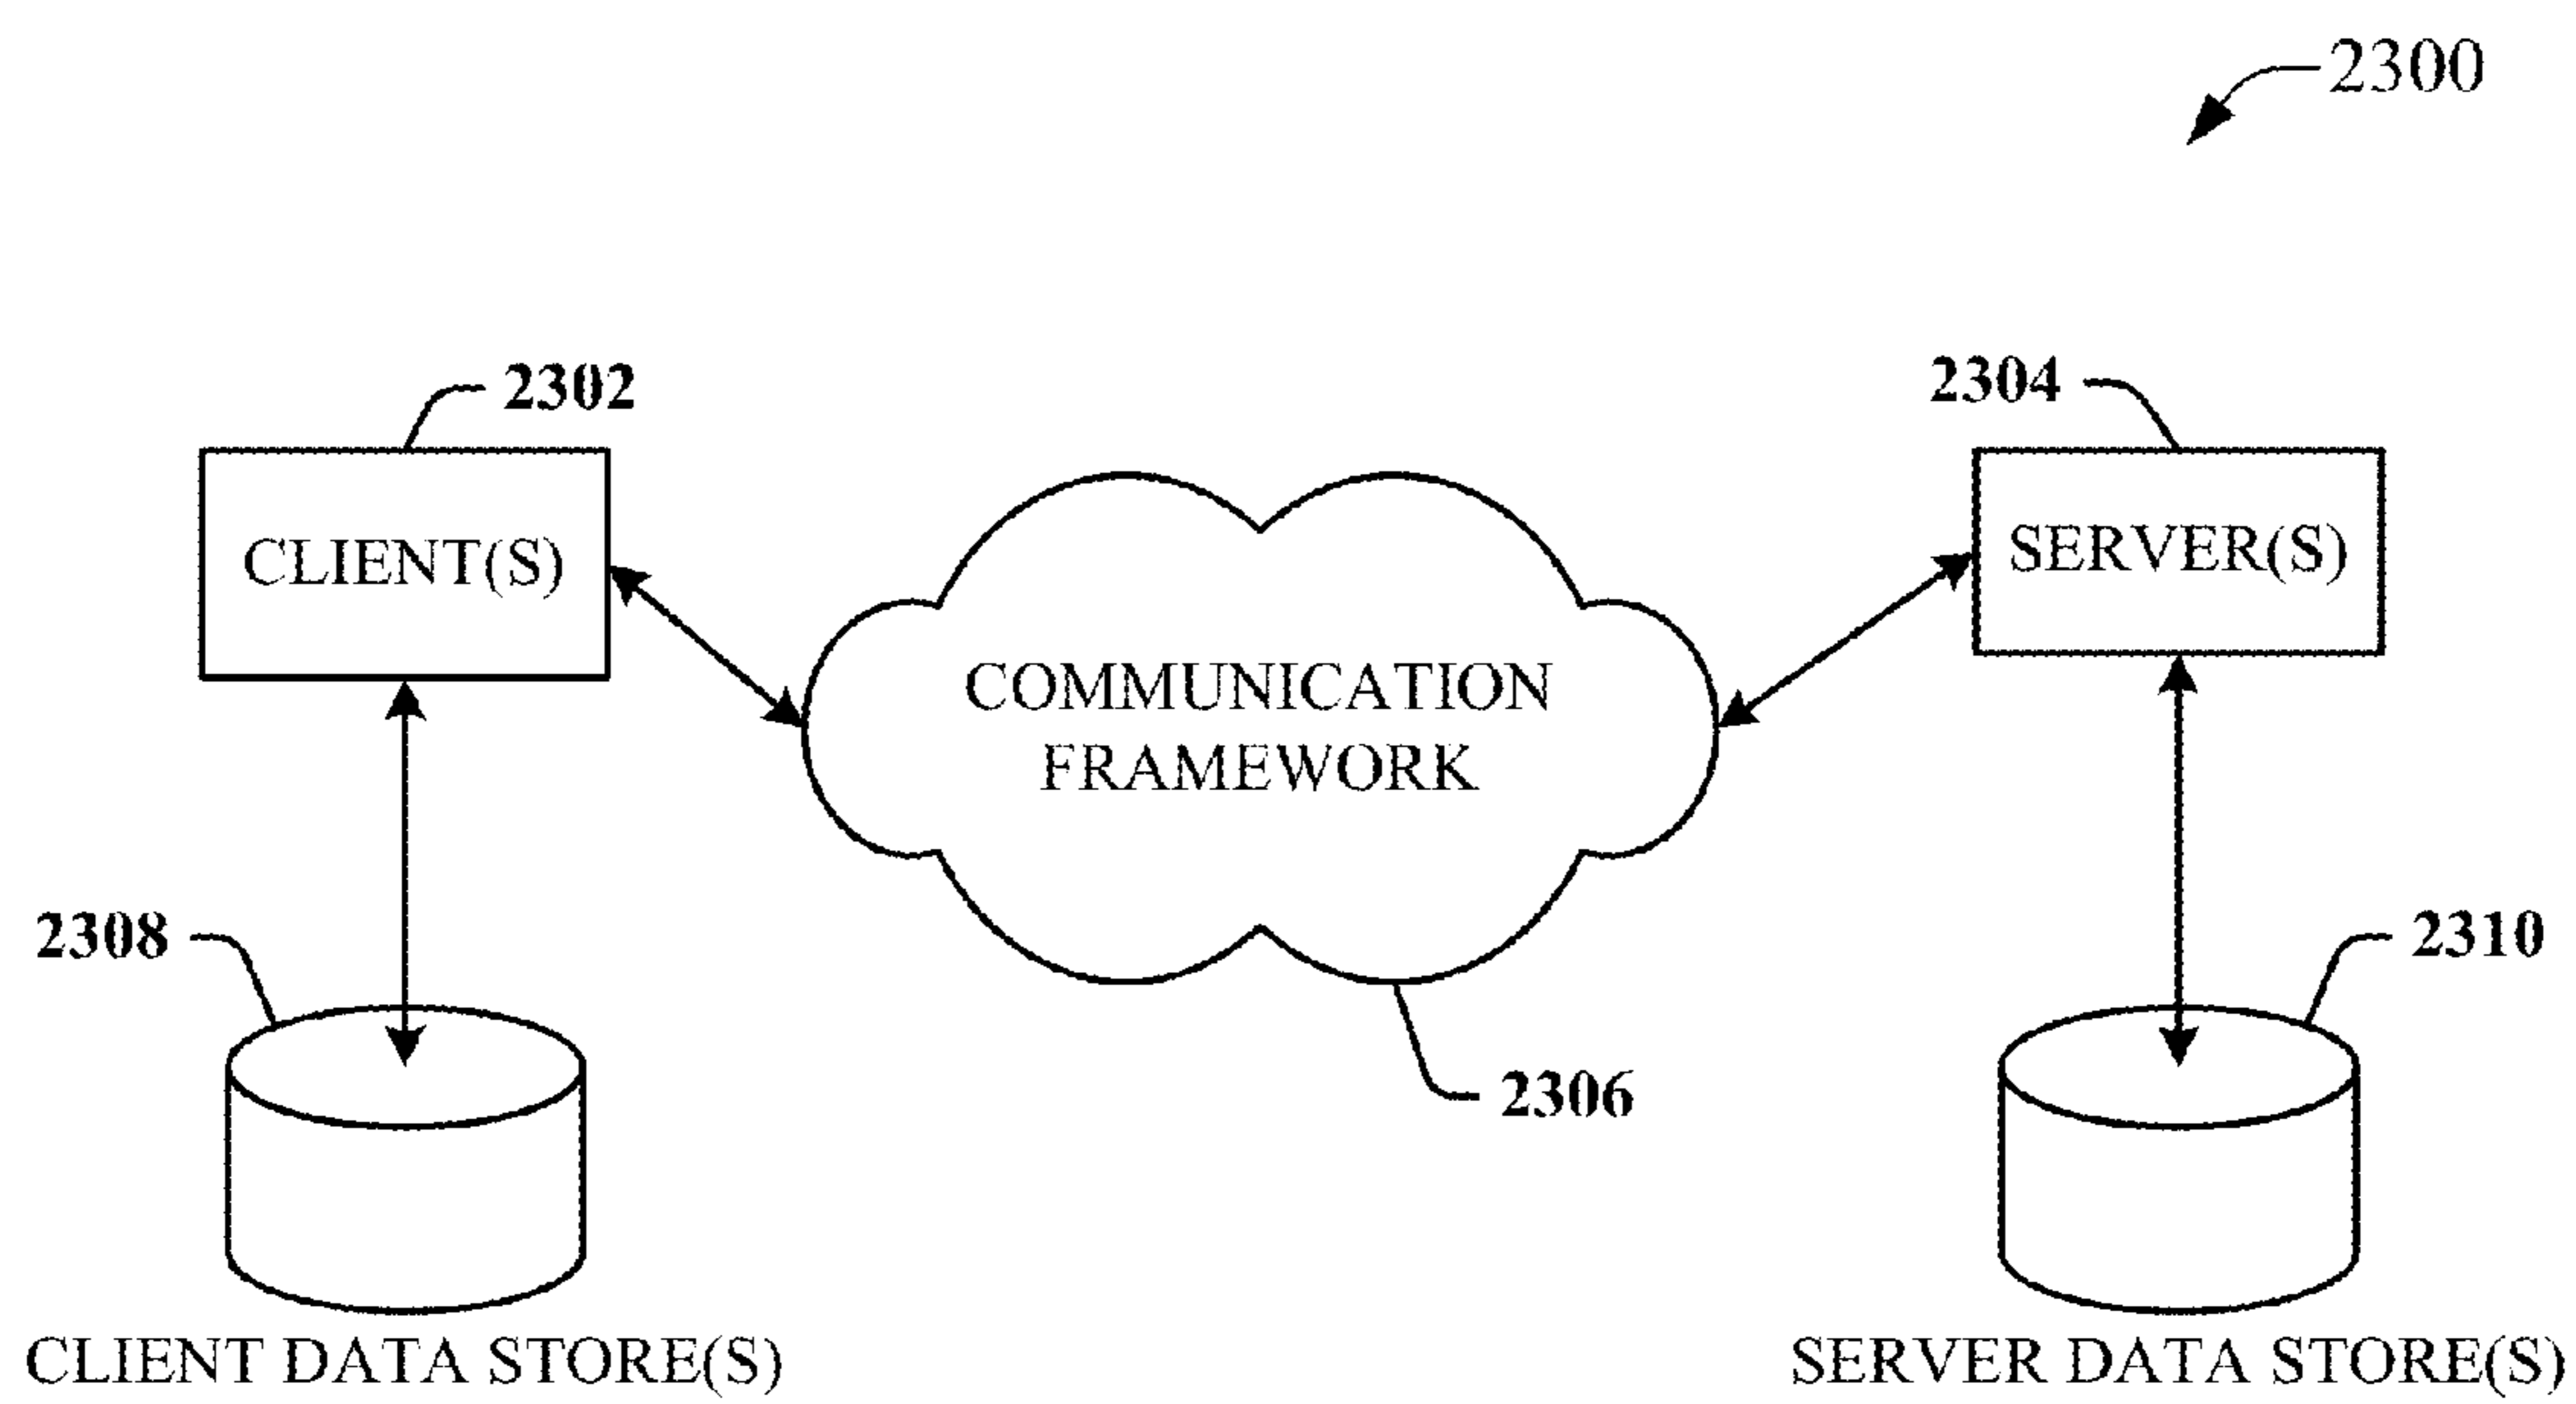 2300
2302
2304
CLIENT(S)
SERVER(S)
COMMUNICATION
FRAMEWORK
2308
2310
2306
CLIENT DATA STORE(S)
SERVER DATA STORE(S)